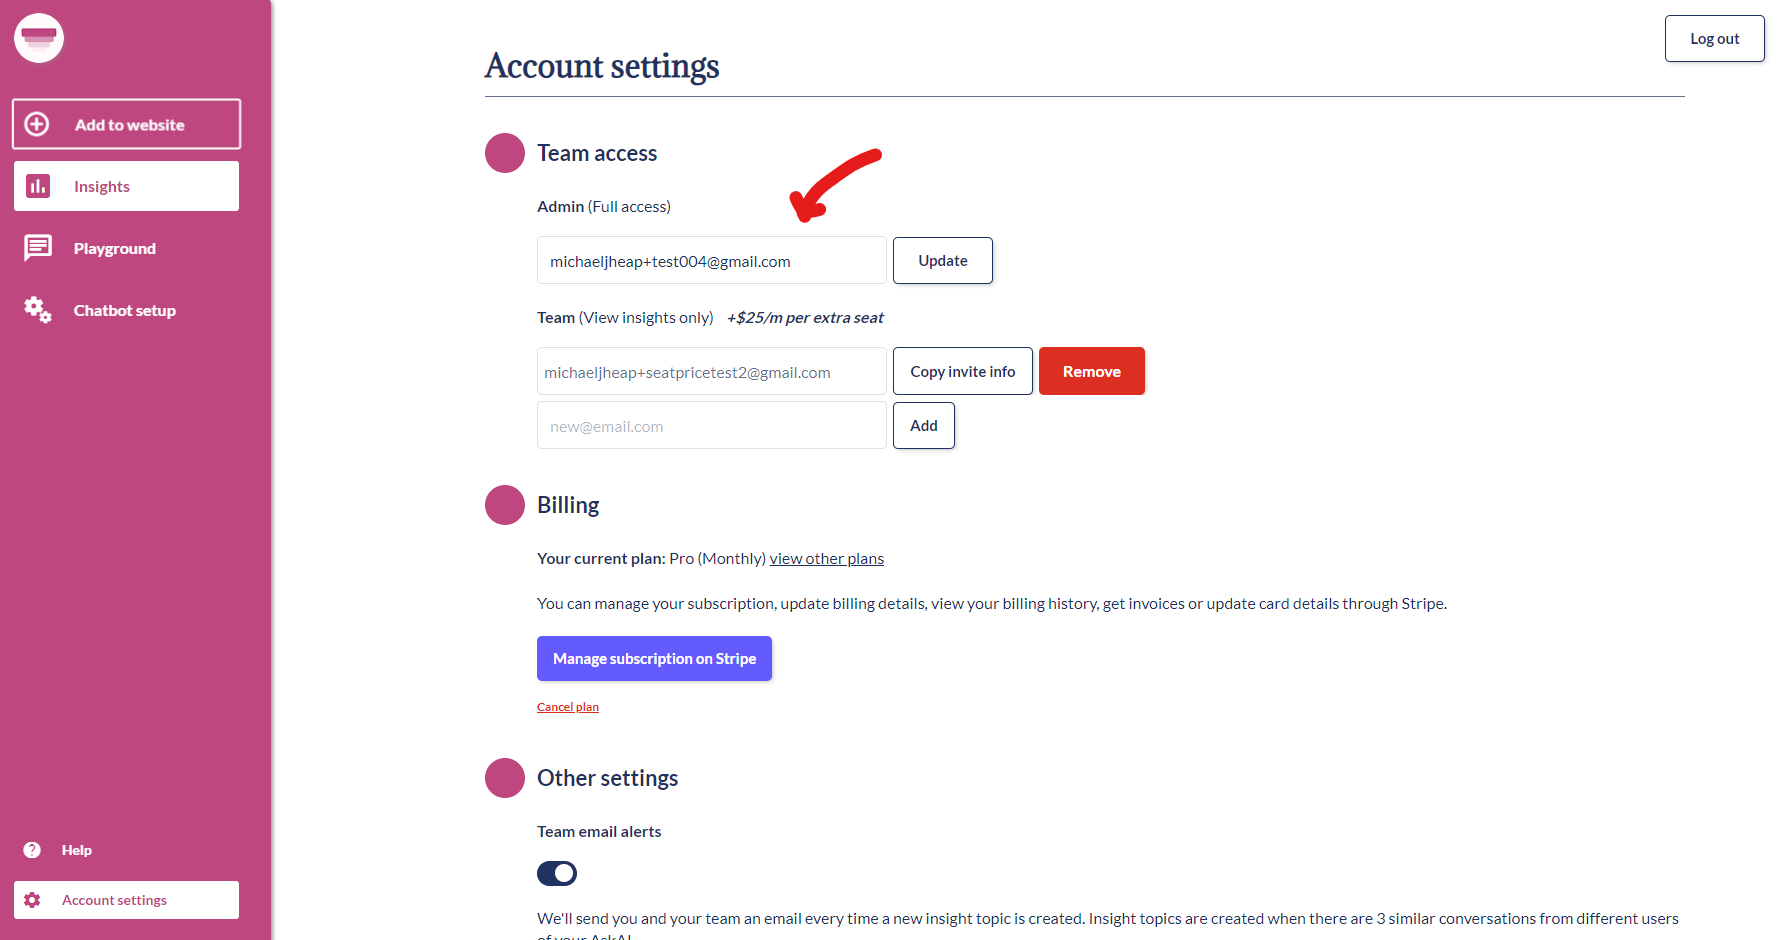 Log out
Account settings
Add to website
Insights
Playground
Chatbot setup
Team access
Admin (Full access)
michaeljheap+test004@gmail.com
Update
Team (View insights only) +$25/m per extra seat
michaeljheap+seatpricetest2@gmail.com
Copy invite info
Remove
new@email.com
Add
Billing
Your current plan: Pro (Monthly) view other plans
You can manage your subscription, update billing details, view your billing history, get invoices or update card details through Stripe.
Manage subscription on Stripe
Cancel plan
Other settings
Team email alerts
We'll send you and your team an email every time a new insight topic is created. Insight topics are created when there are 3 similar conversations from different users
of your AskAI
Help
Account settings